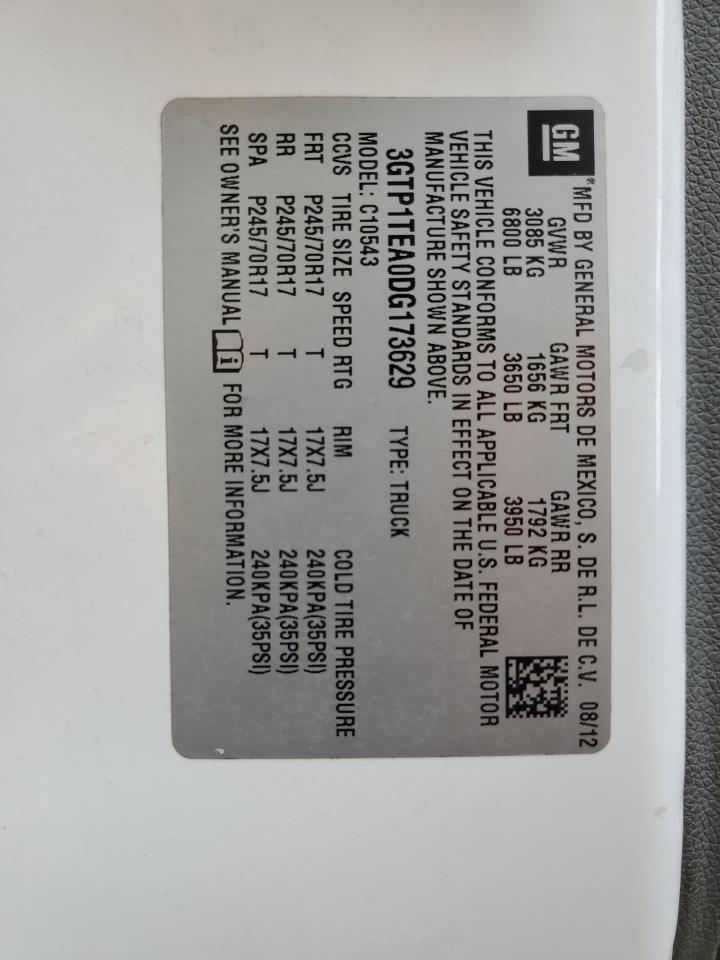 GM ® MFD BY GENERAL MOTORS DE MEXICO, S. DE R.L. DE C.V. 08/12
GVWR GAWR FRT GAWR RR
3085 KG 1656 KG 1792 KG
6800 LB 3650 LB 3950 LB
THIS VEHICLE CONFORMS TO ALL APPLICABLE U.S. FEDERAL MOTOR
VEHICLE SAFETY STANDARDS IN EFFECT ON THE DATE OF
MANUFACTURE SHOWN ABOVE.
3GTP1TEA0DG173629 TYPE: TRUCK
MODEL: C10543
CCVS TIRE SIZE SPEED RTG RIM COLD TIRE PRESSURE
FRT P245/70R17 T 17X7.5J 240KPA(35PSI)
RR P245/70R17 T 17X7.5J 240KPA(35PSI)
SPA P245/70R17 T 17X7.5J 240KPA(35PSI)
SEE OWNER'S MANUAL i FOR MORE INFORMATION.